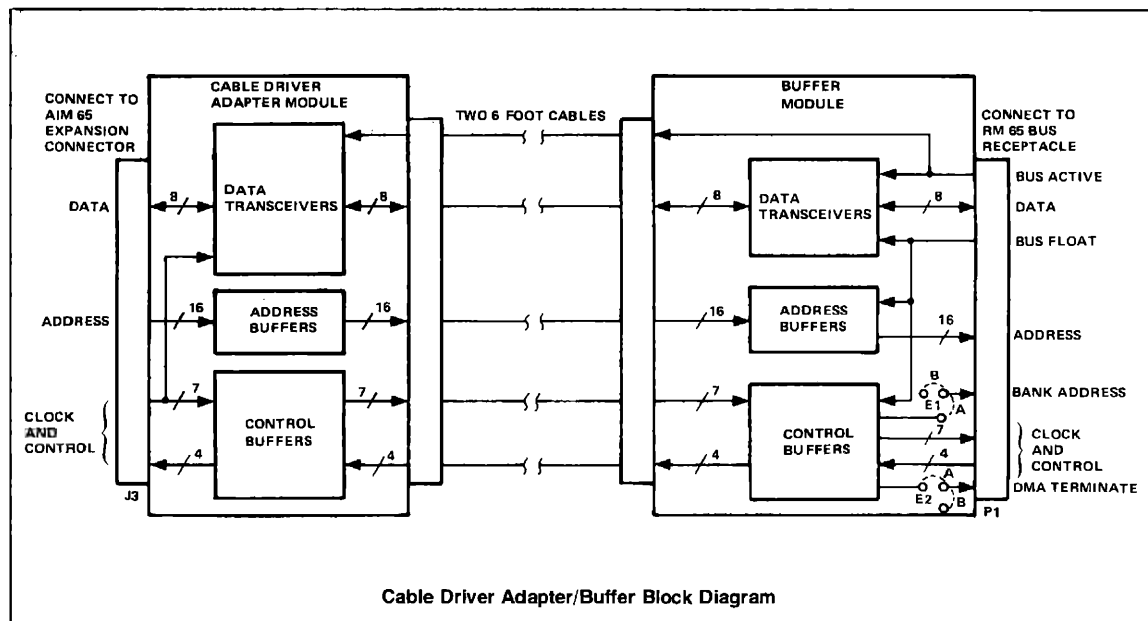 CABLE DRIVER
ADAPTER MODULE
CONNECT TO
AIM 65
EXPANSION
CONNECTOR
DATA
8
DATA
TRANSCEIVERS
8
ADDRESS
16
ADDRESS
BUFFERS
16
CLOCK
AND
CONTROL
7
4
CONTROL
BUFFERS
7
4
J3
TWO 6 FOOT CABLES
BUFFER
MODULE
CONNECT TO
RM 65 BUS
RECEPTACLE
8
DATA
TRANSCEIVERS
8
BUS ACTIVE
DATA
BUS FLOAT
16
ADDRESS
BUFFERS
16
ADDRESS
7
4
CONTROL
BUFFERS
B
E1
A
BANK ADDRESS
7
4
CLOCK
AND
CONTROL
A
E2
B
DMA TERMINATE
P1
Cable Driver Adapter/Buffer Block Diagram